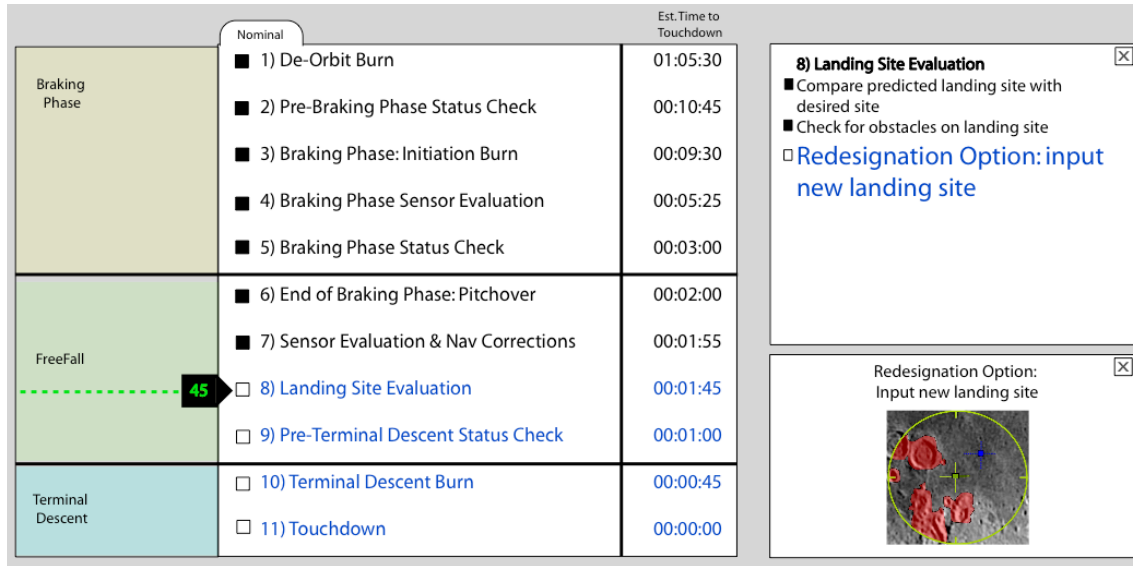 Est. Time to
Touchdown
Nominal
Braking
Phase
1) De-Orbit Burn 01:05:30
2) Pre-Braking Phase Status Check 00:10:45
3) Braking Phase: Initiation Burn 00:09:30
4) Braking Phase Sensor Evaluation 00:05:25
5) Braking Phase Status Check 00:03:00
FreeFall
6) End of Braking Phase: Pitchover 00:02:00
7) Sensor Evaluation & Nav Corrections 00:01:55
45
8) Landing Site Evaluation 00:01:45
9) Pre-Terminal Descent Status Check 00:01:00
Terminal
Descent
10) Terminal Descent Burn 00:00:45
11) Touchdown 00:00:00
8) Landing Site Evaluation
Compare predicted landing site with
desired site
Check for obstacles on landing site
Redesignation Option: input
new landing site
Redesignation Option:
Input new landing site